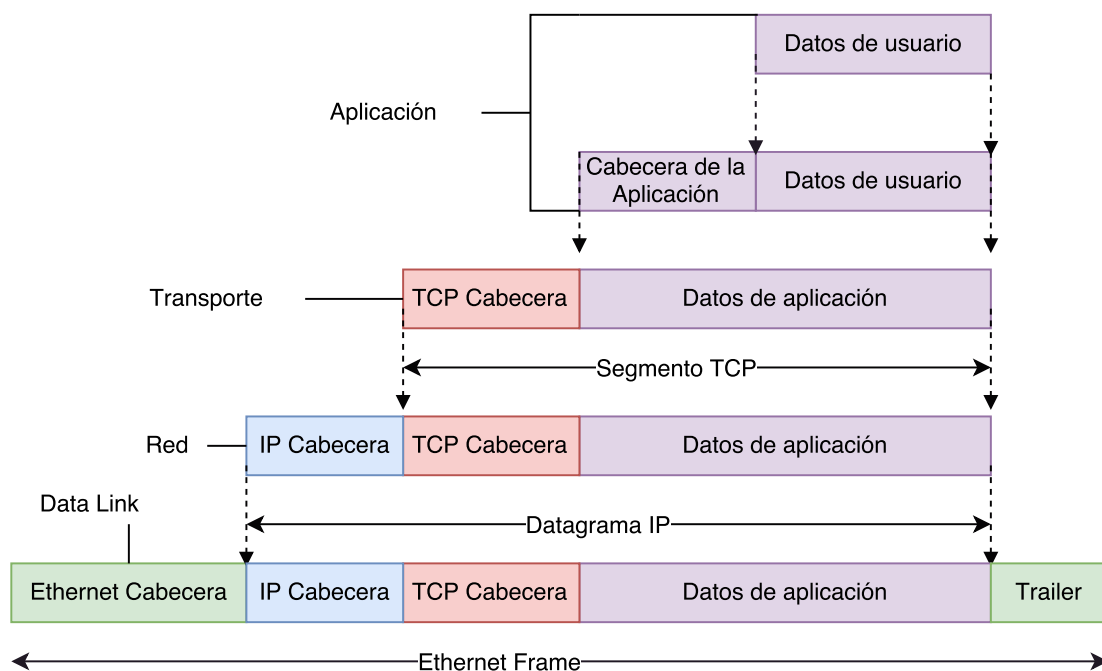 Datos de usuario
Aplicación
Cabecera de la
Aplicación
Datos de usuario
Transporte
TCP Cabecera
Datos de aplicación
Segmento TCP
Red
IP Cabecera
TCP Cabecera
Datos de aplicación
Data Link
Datagrama IP
Ethernet Cabecera
IP Cabecera
TCP Cabecera
Datos de aplicación
Trailer
Ethernet Frame